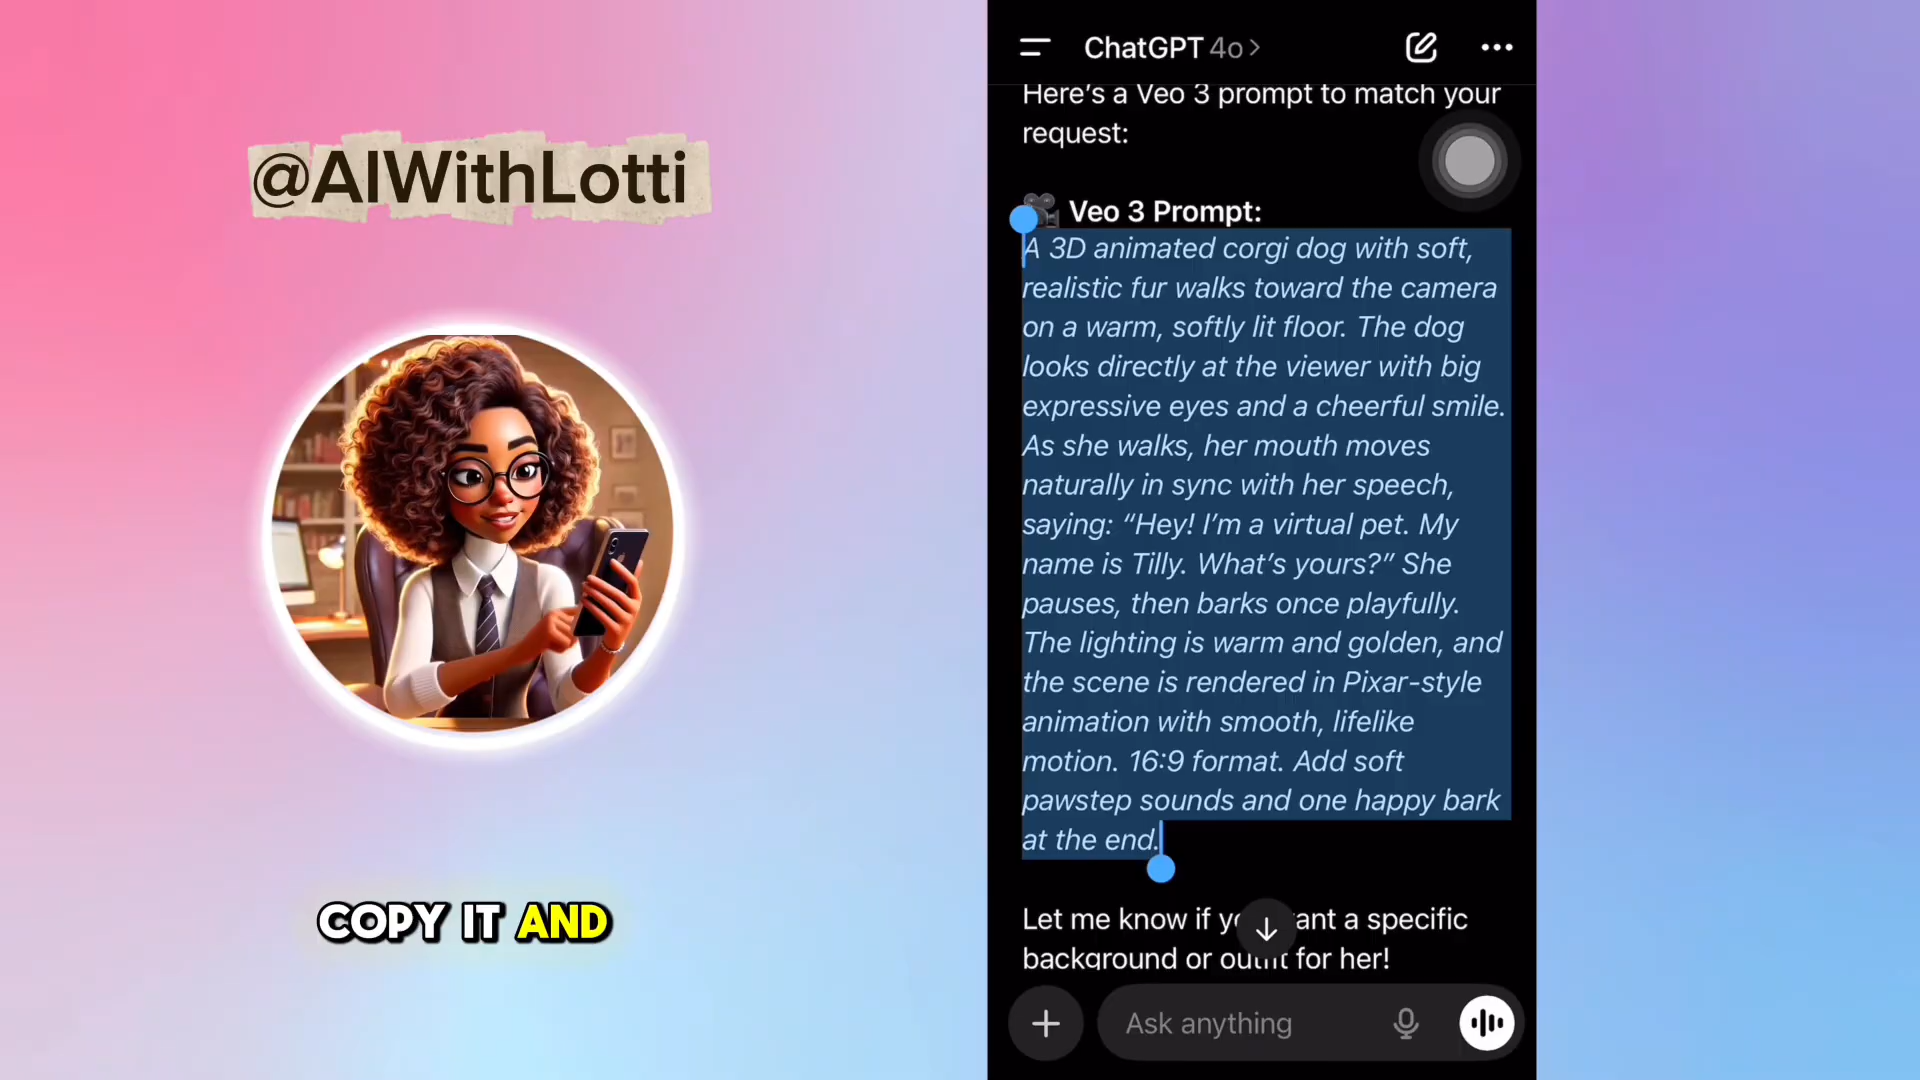 @AIWithLotti
COPY IT AND
ChatGPT 4o >
Here's a Veo 3 prompt to match your
request:
Veo 3 Prompt:
A 3D animated corgi dog with soft,
realistic fur walks toward the camera
on a warm, softly lit floor. The dog
looks directly at the viewer with big
expressive eyes and a cheerful smile.
As she walks, her mouth moves
naturally in sync with her speech,
saying: “Hey! I’m a virtual pet. My
name is Tilly. What’s yours?” She
pauses, then barks once playfully.
The lighting is warm and golden, and
the scene is rendered in Pixar-style
animation with smooth, lifelike
motion. 16:9 format. Add soft
pawstep sounds and one happy bark
at the end.
Let me know if you want a specific
background or outfit for her!
Ask anything